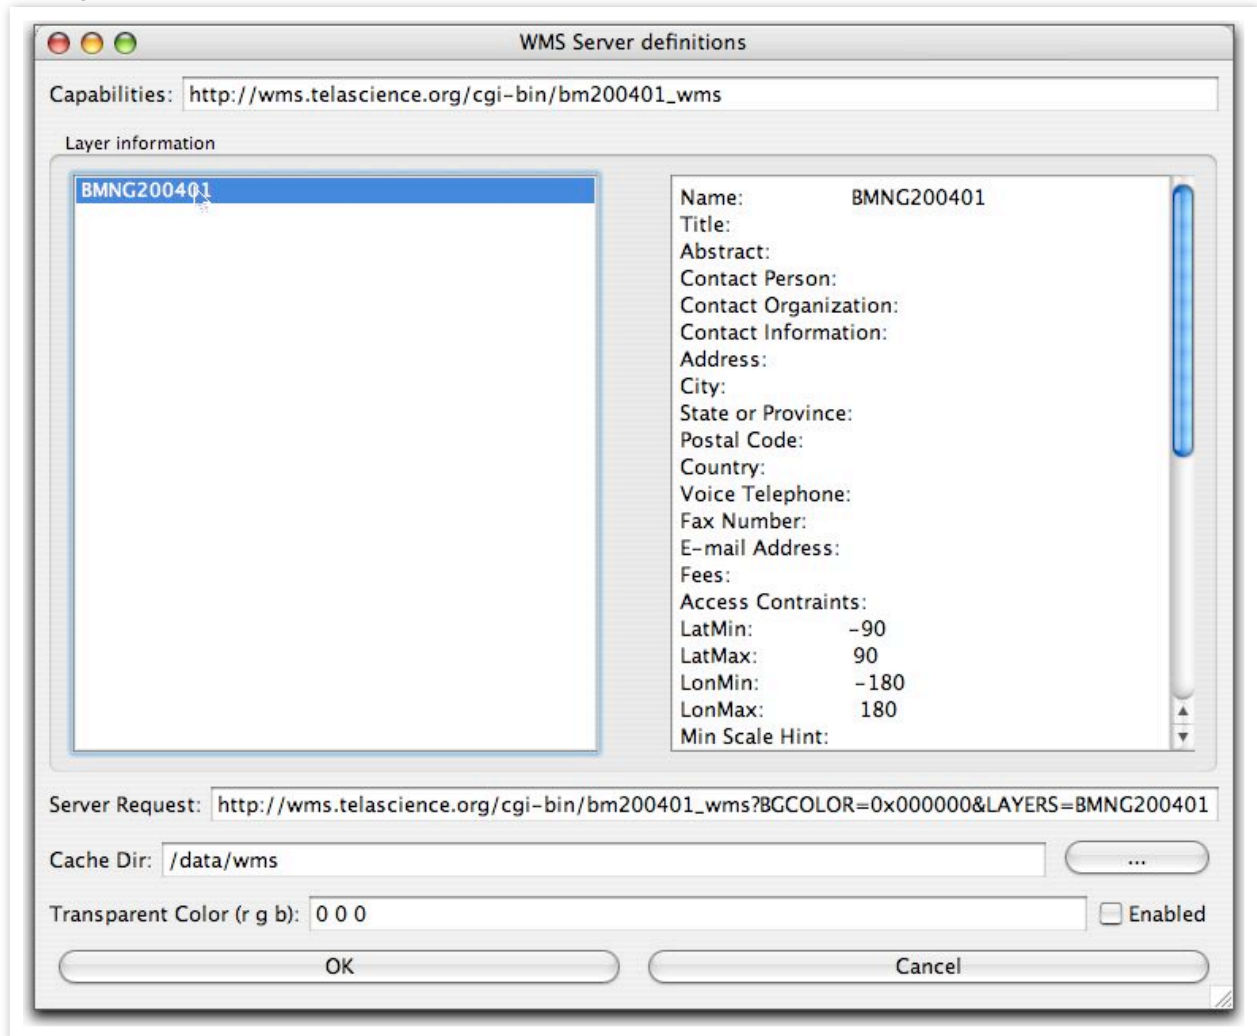 WMS Server definitions
Capabilities: http://wms.telascience.org/cgi-bin/bm200401_wms
Layer information
BMNG200401
Name: BMNG200401
Title:
Abstract:
Contact Person:
Contact Organization:
Contact Information:
Address:
City:
State or Province:
Postal Code:
Country:
Voice Telephone:
Fax Number:
E-mail Address:
Fees:
Access Contraints:
LatMin: -90
LatMax: 90
LonMin: -180
LonMax: 180
Min Scale Hint:
Server Request: http://wms.telascience.org/cgi-bin/bm200401_wms?BGCOLOR=0x000000&LAYERS=BMNG200401
Cache Dir: /data/wms ...
Transparent Color (r g b): 0 0 0 Enabled
OK Cancel